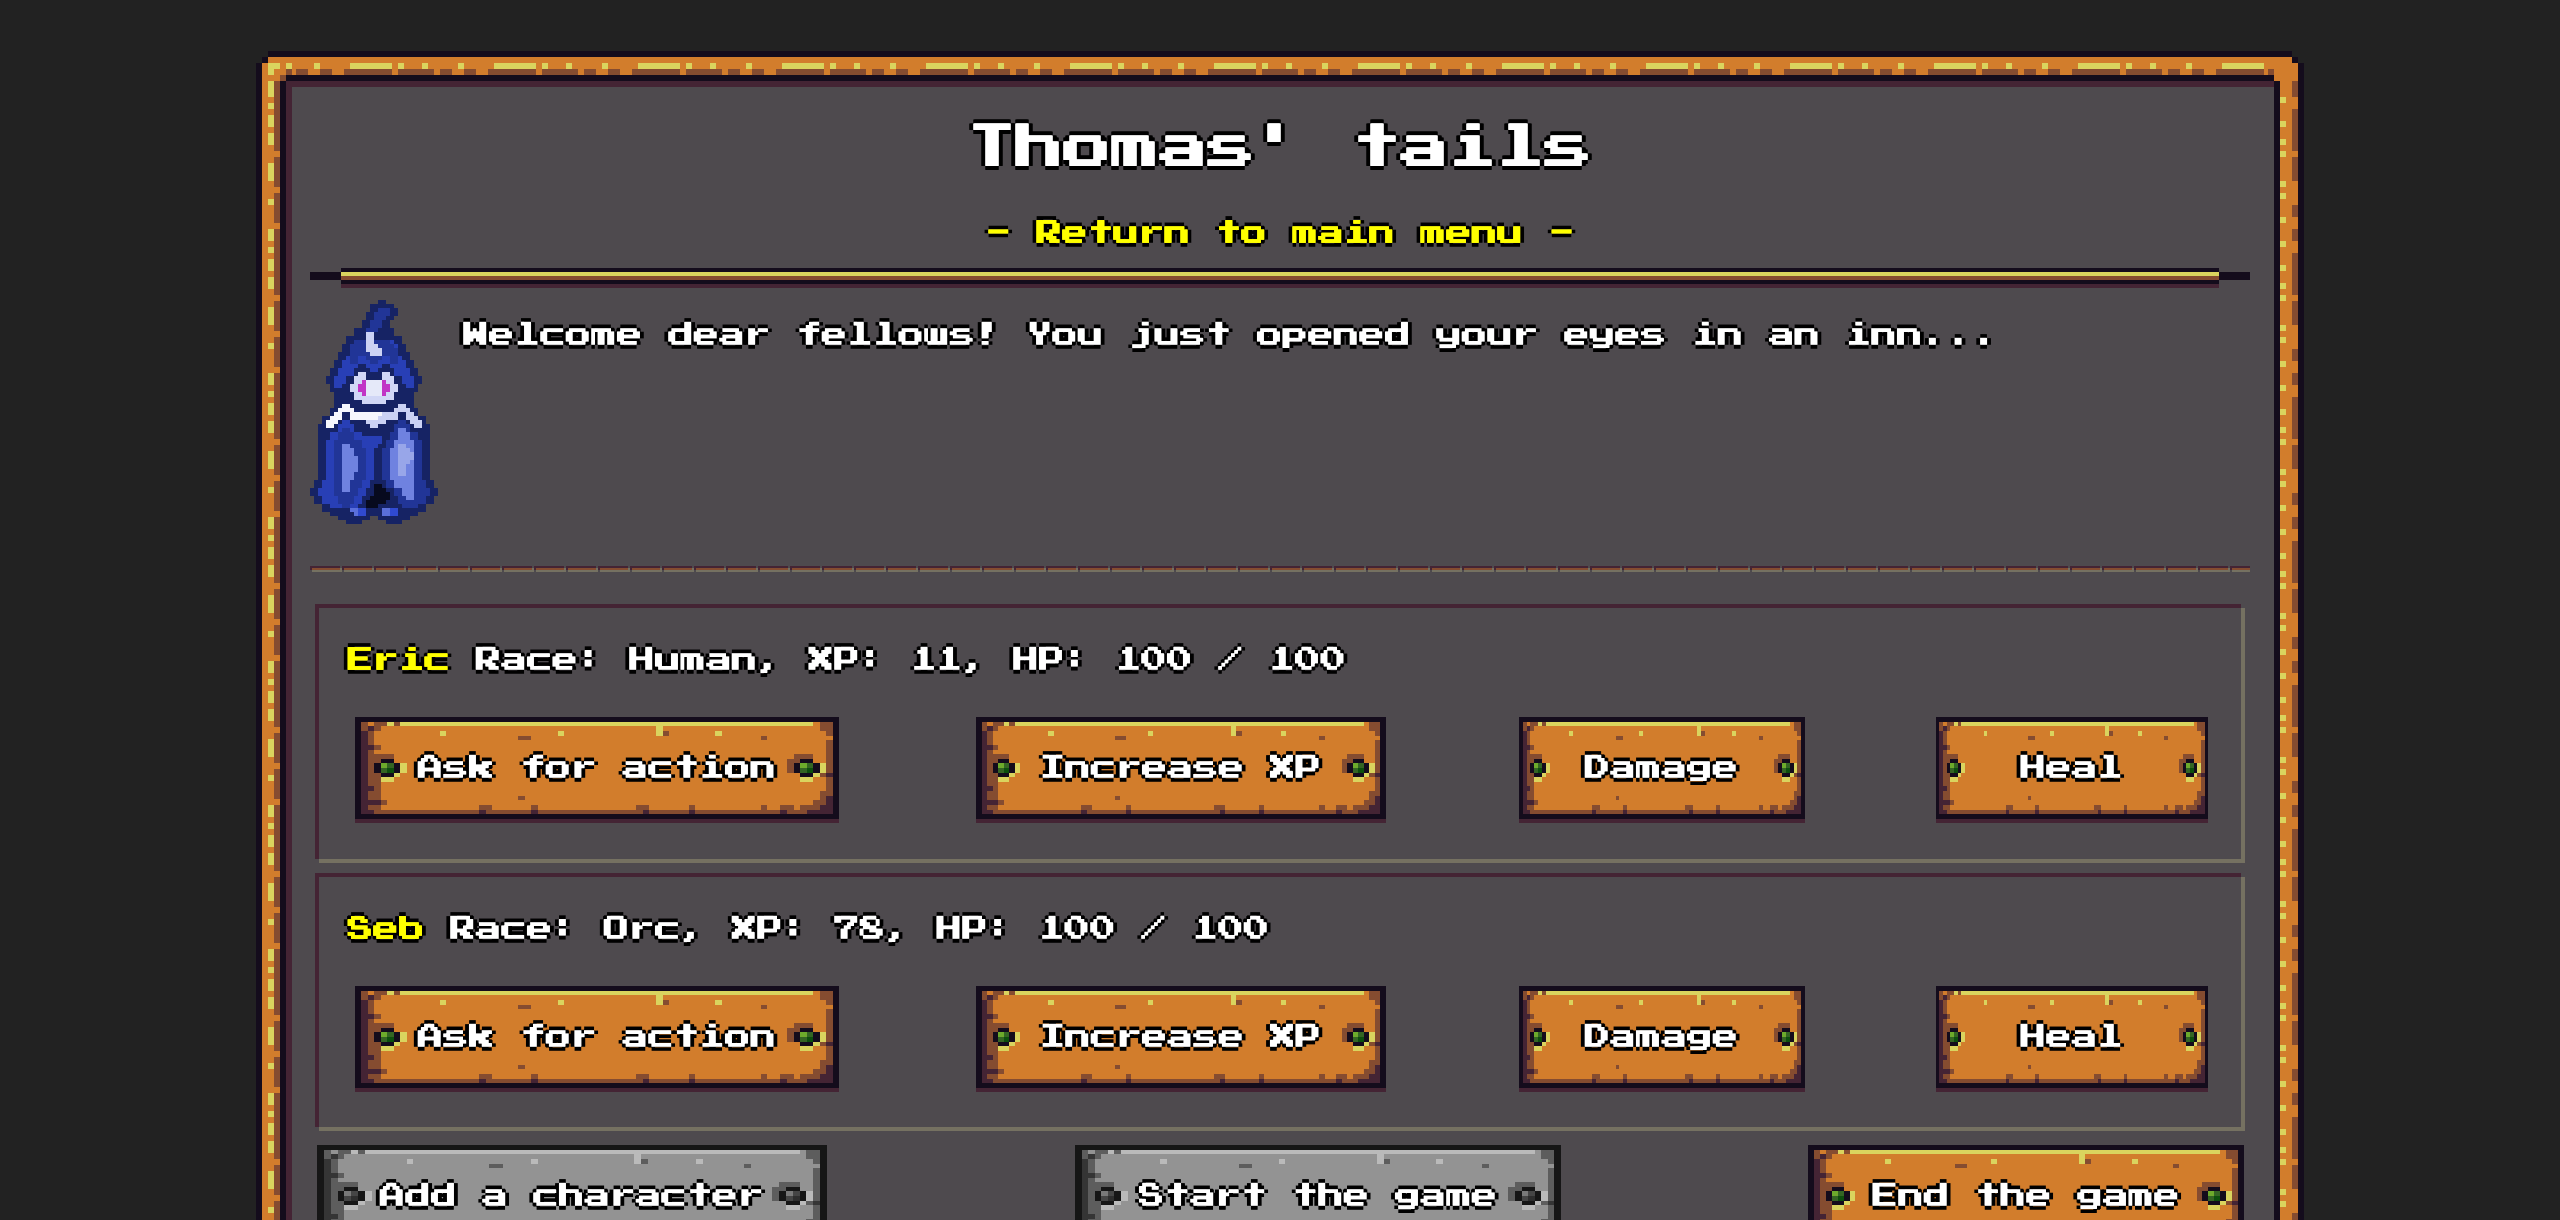 Thomas' tails
- Return to main menu -
Welcome dear fellows! You just opened your eyes in an inn...
Eric Race: Human, XP: 11, HP: 100 / 100
Ask for action Increase XP Damage Heal
Seb Race: Orc, XP: 78, HP: 100 / 100
Ask for action Increase XP Damage Heal
Add a character Start the game End the game